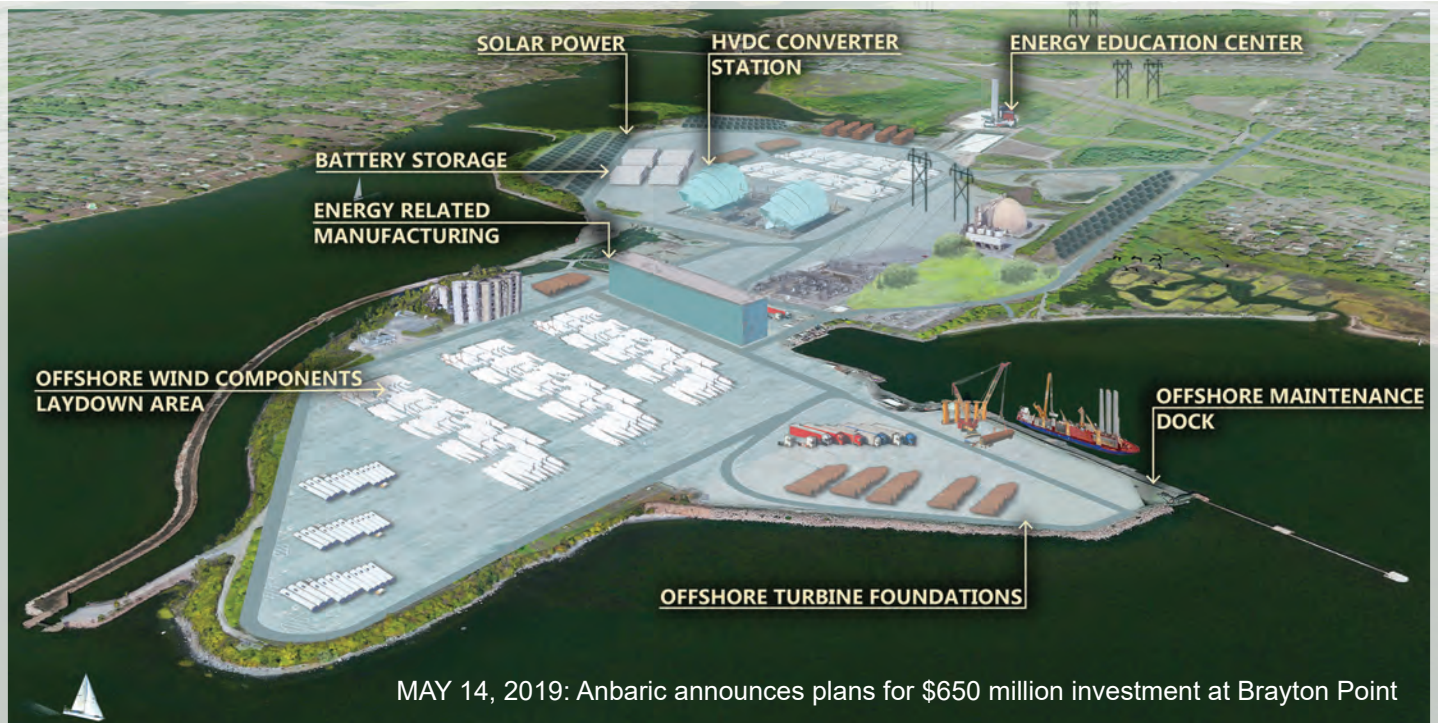 SOLAR POWER
HVDC CONVERTER
STATION
ENERGY EDUCATION CENTER
BATTERY STORAGE
ENERGY RELATED
MANUFACTURING
OFFSHORE WIND COMPONENTS
LAYDOWN AREA
OFFSHORE MAINTENANCE
DOCK
OFFSHORE TURBINE FOUNDATIONS
MAY 14, 2019: Anbaric announces plans for $650 million investment at Brayton Point